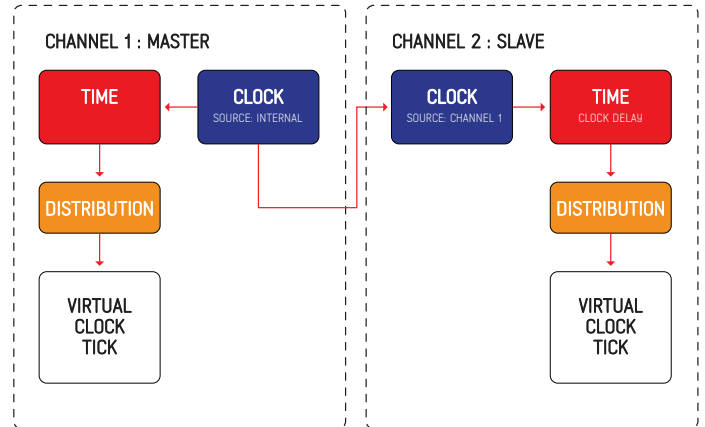 CHANNEL 1 : MASTER
TIME
CLOCK
SOURCE: INTERNAL
DISTRIBUTION
VIRTUAL
CLOCK
TICK
CHANNEL 2 : SLAVE
CLOCK
SOURCE: CHANNEL 1
TIME
CLOCK DELAY
DISTRIBUTION
VIRTUAL
CLOCK
TICK